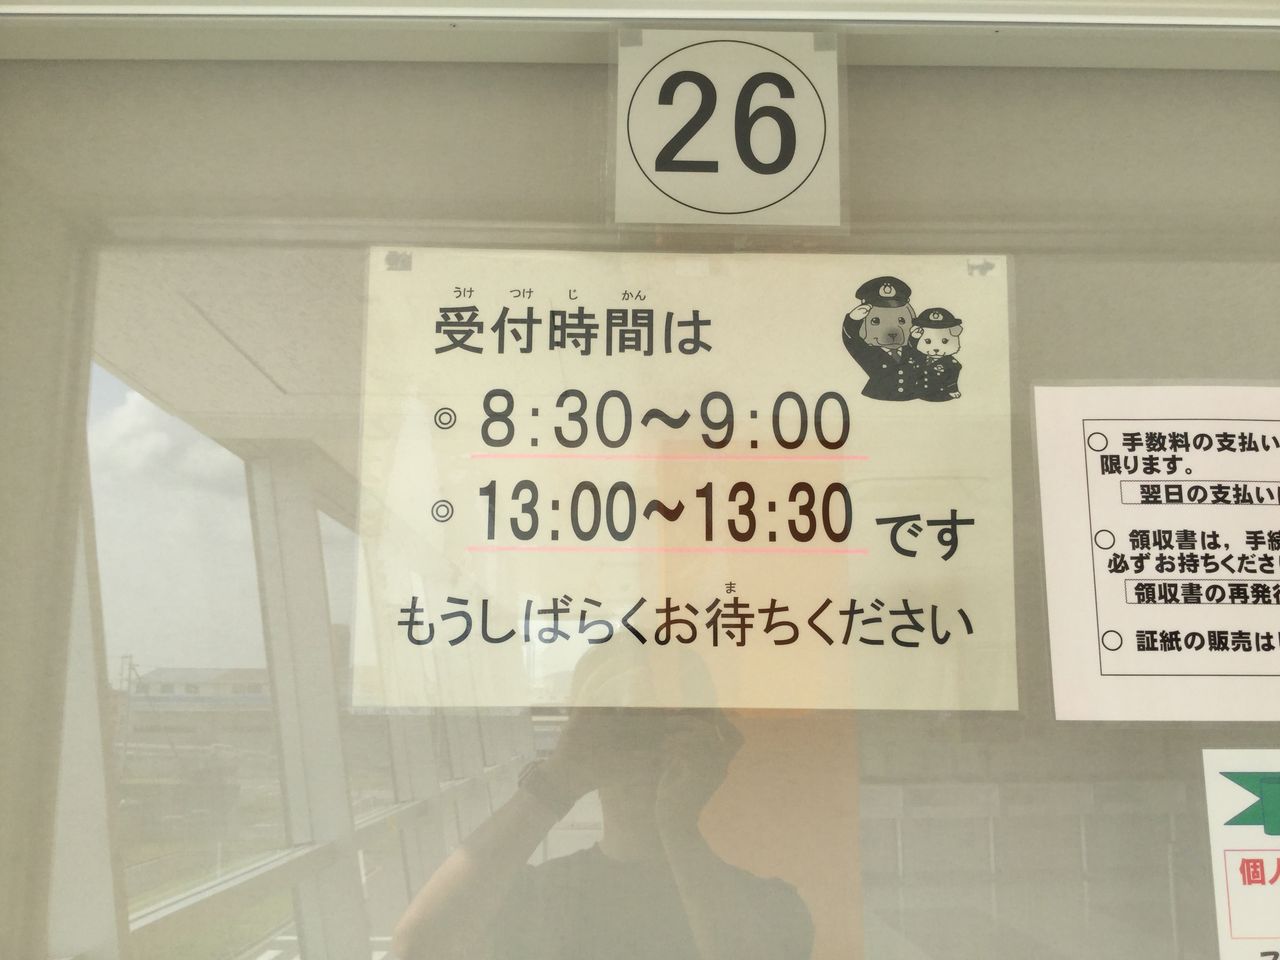 26
うけ つけ じ かん
受付時間は
◎ 8:30～9:00
◎ 13:00～13:30 です
ま
もうしばらくお待ちください
○ 手数料の支払い
限ります。
翌日の支払い
○ 領収書は，手続
必ずお持ちくださ
領収書の再発
○ 証紙の販売は
個人